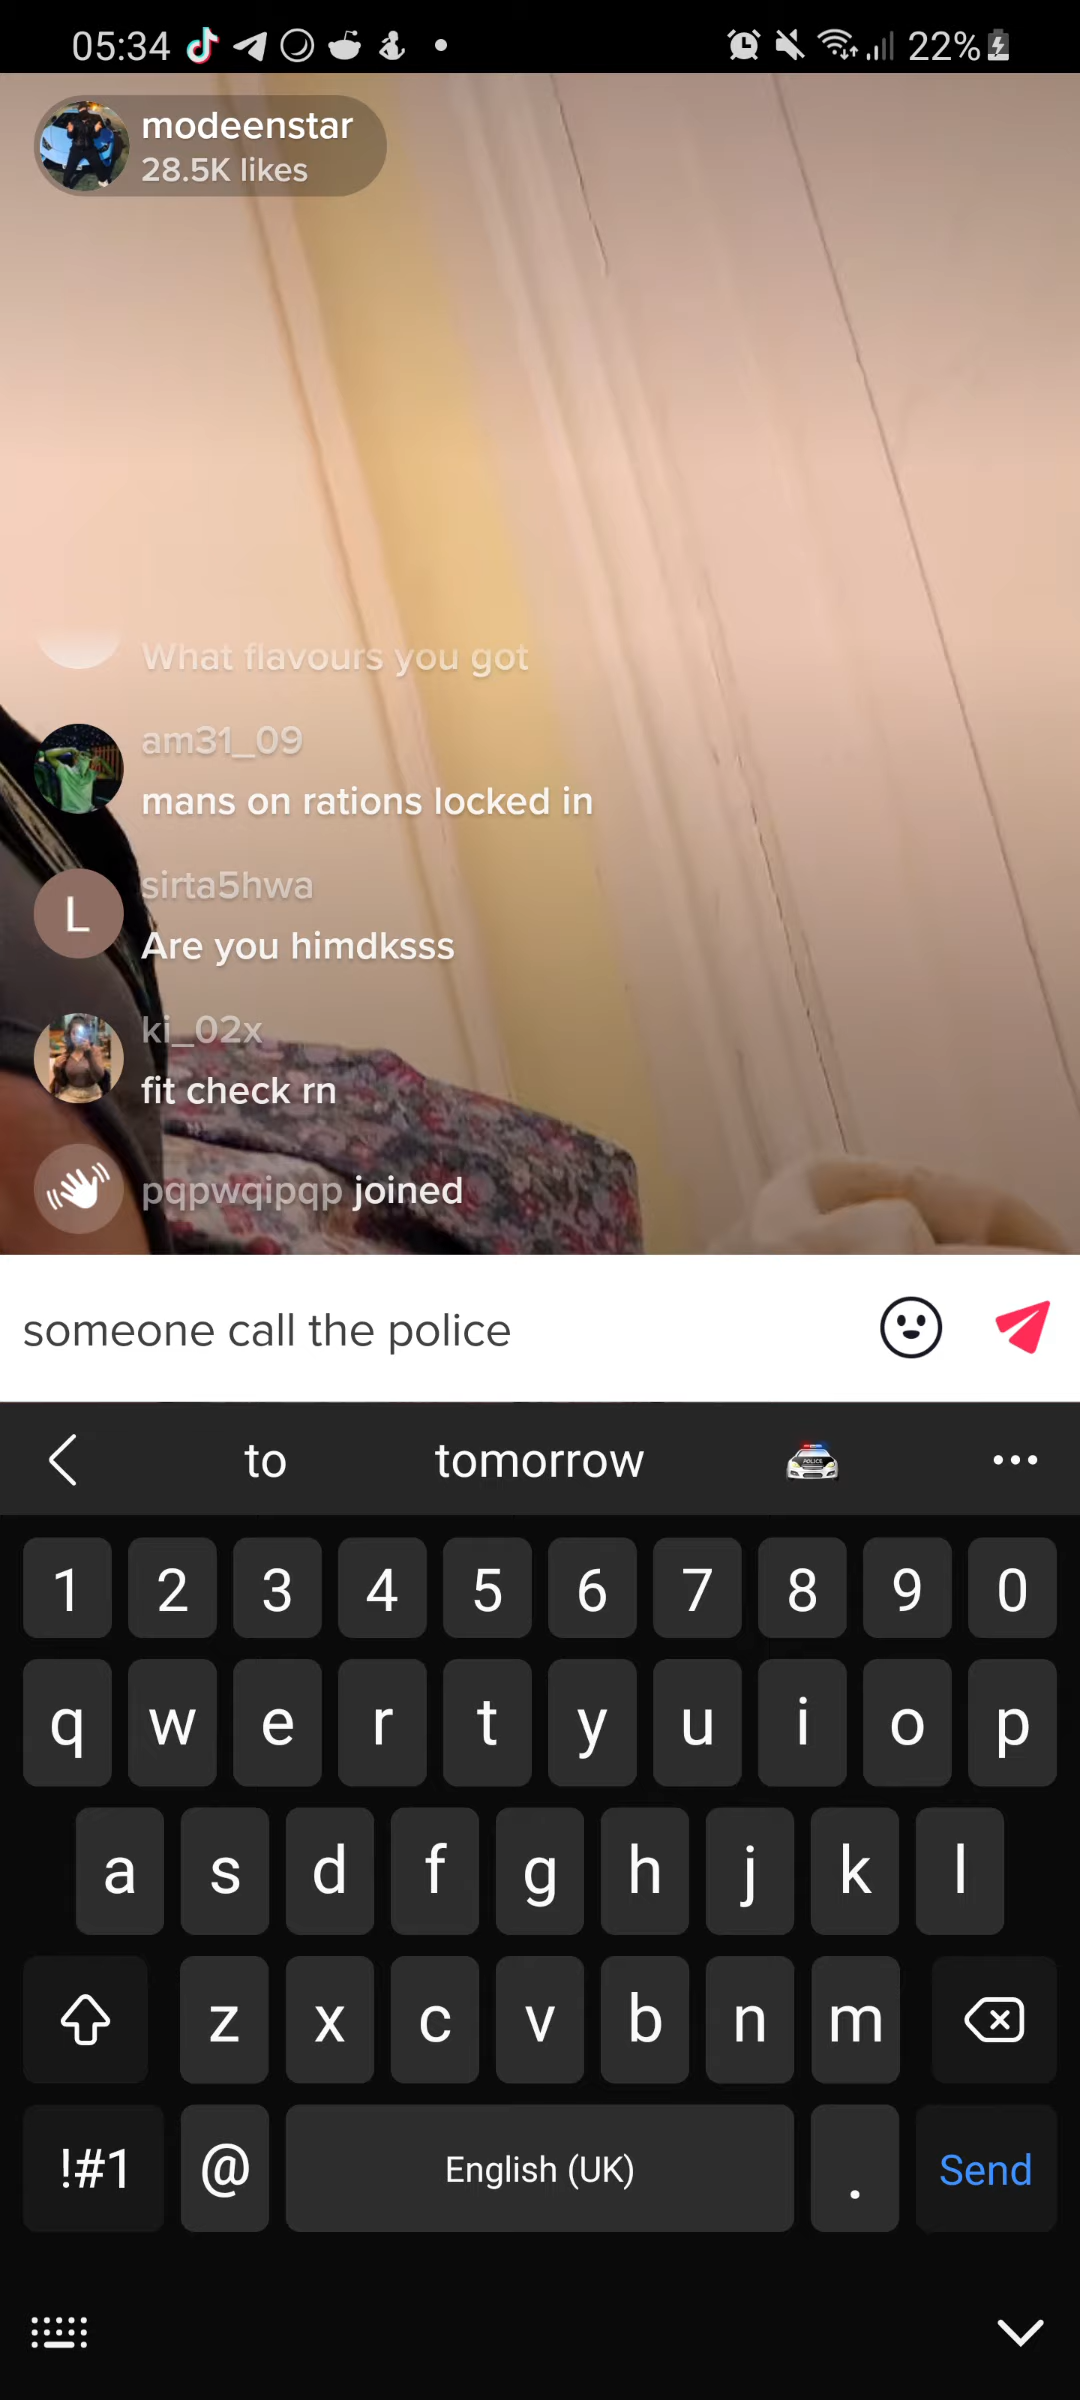 05:34
22%
modeenstar
28.5K likes
What flavours you got
am31_09
mans on rations locked in
L
sirta5hwa
Are you himdksss
ki_02x
fit check rn
pqpwqipqp joined
someone call the police
to tomorrow
POLICE
1 2 3 4 5 6 7 8 9 0
q w e r t y u i o p
a s d f g h j k l
z x c v b n m
!#1 @ English (UK) . Send